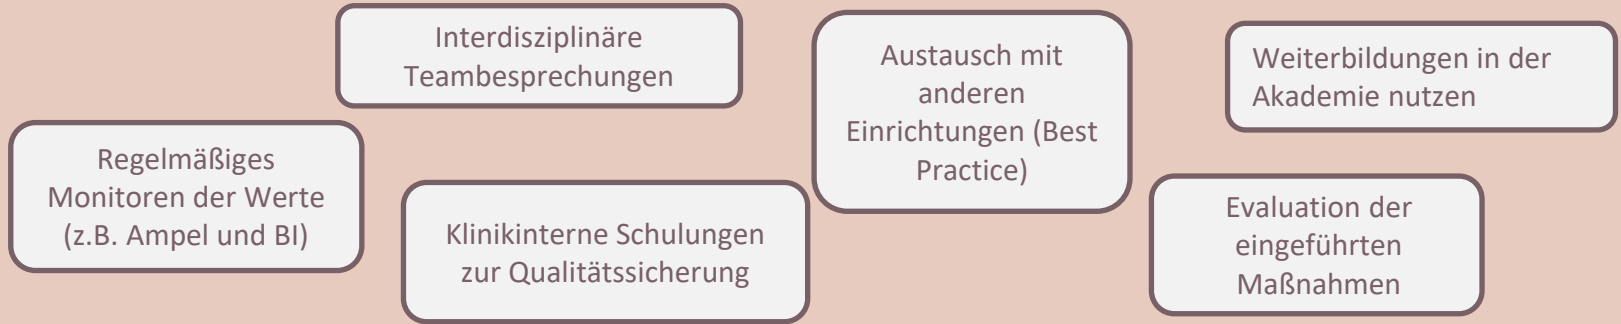 Interdisziplinäre
Teambesprechungen
Austausch mit
anderen
Einrichtungen (Best
Practice)
Weiterbildungen in der
Akademie nutzen
Regelmäßiges
Monitoren der Werte
(z.B. Ampel und BI)
Klinikinterne Schulungen
zur Qualitätssicherung
Evaluation der
eingeführten
Maßnahmen